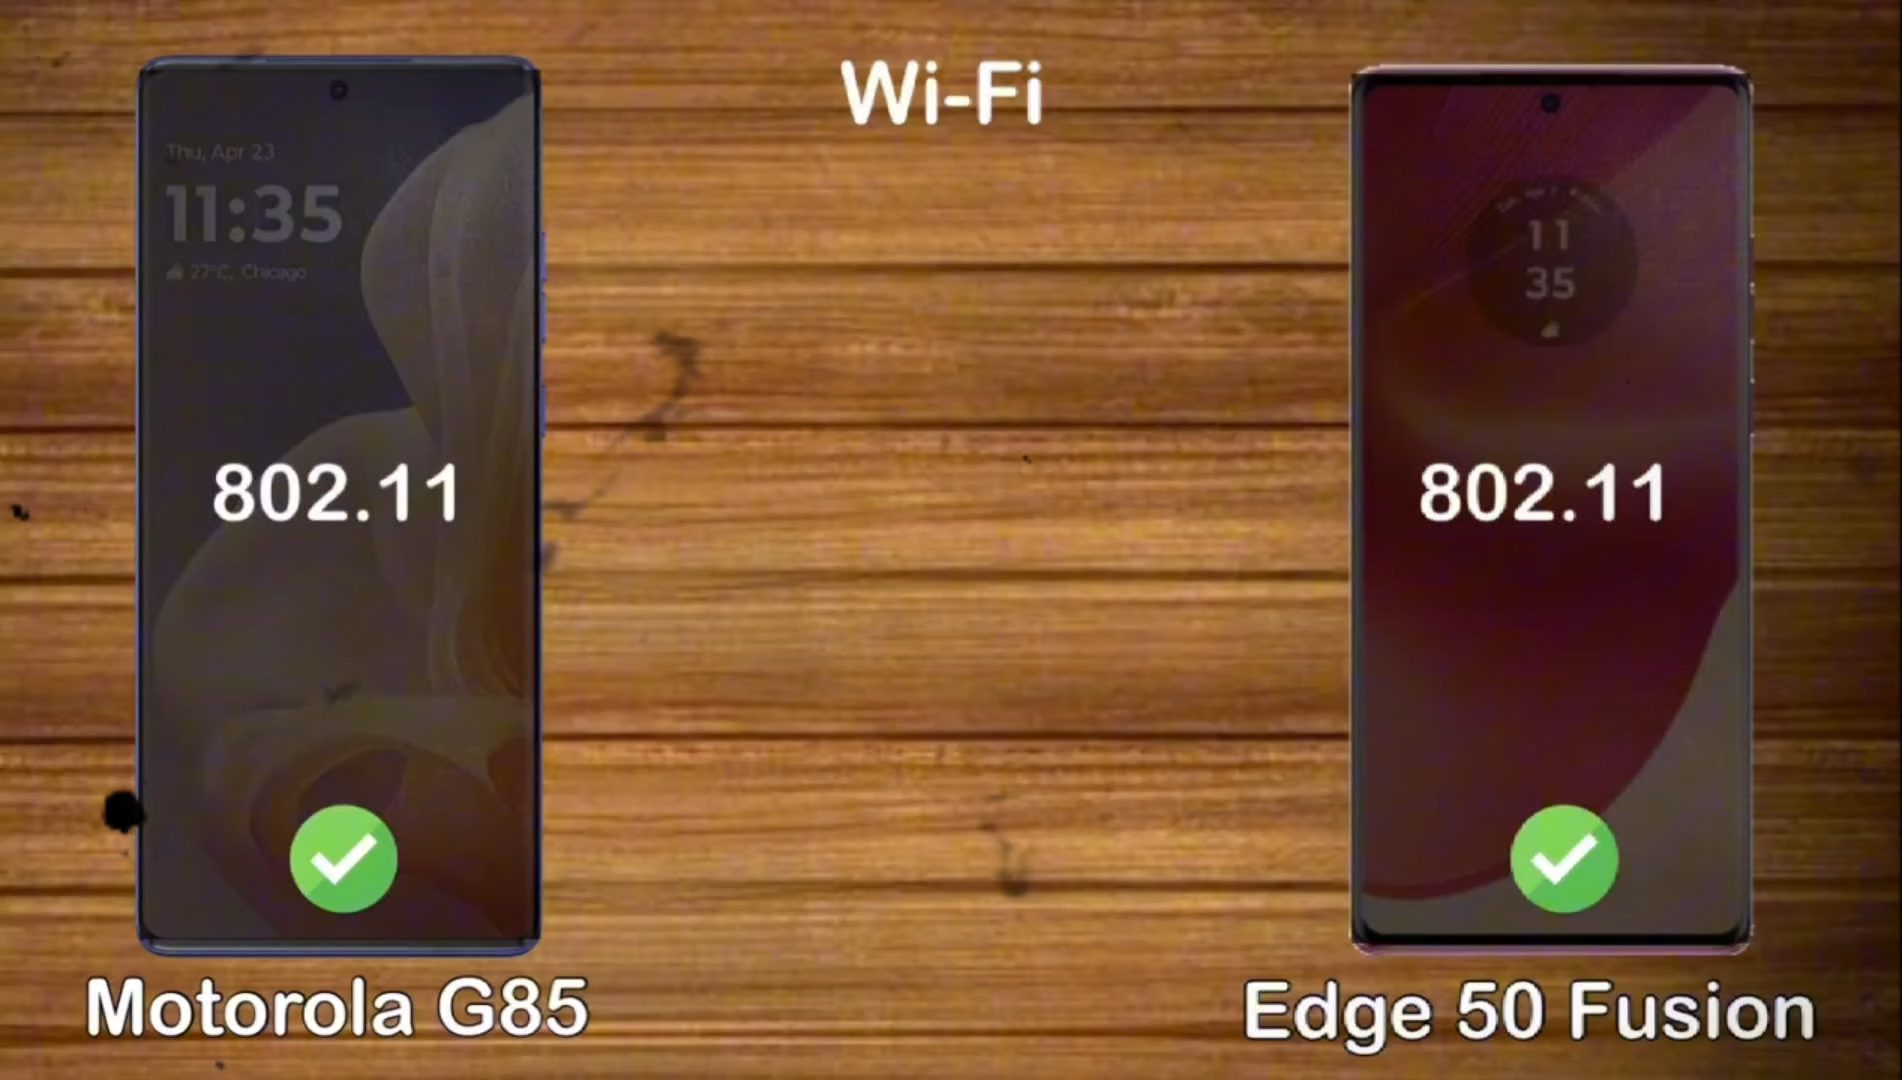 Wi-Fi
Thu, Apr 23
11:35
27°C, Chicago
802.11
Motorola G85
11
35
802.11
Edge 50 Fusion